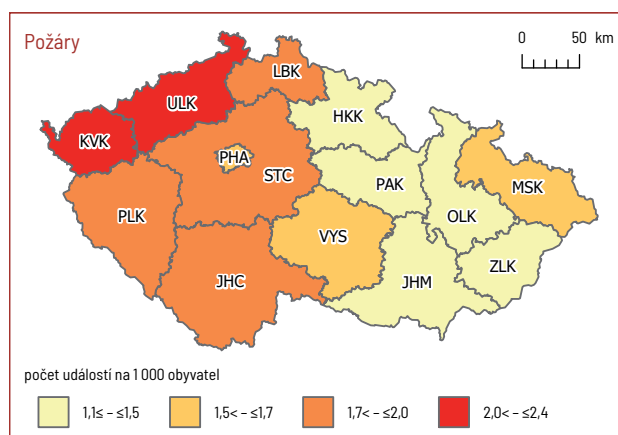 Požáry
0 50 km
LBK
ULK
HKK
KVK
PHA
STC
PAK
MSK
PLK
OLK
VYS
ZLK
JHC
JHM
počet událostí na 1 000 obyvatel
1,1≤ – ≤1,5 1,5< – ≤1,7 1,7< – ≤2,0 2,0< – ≤2,4